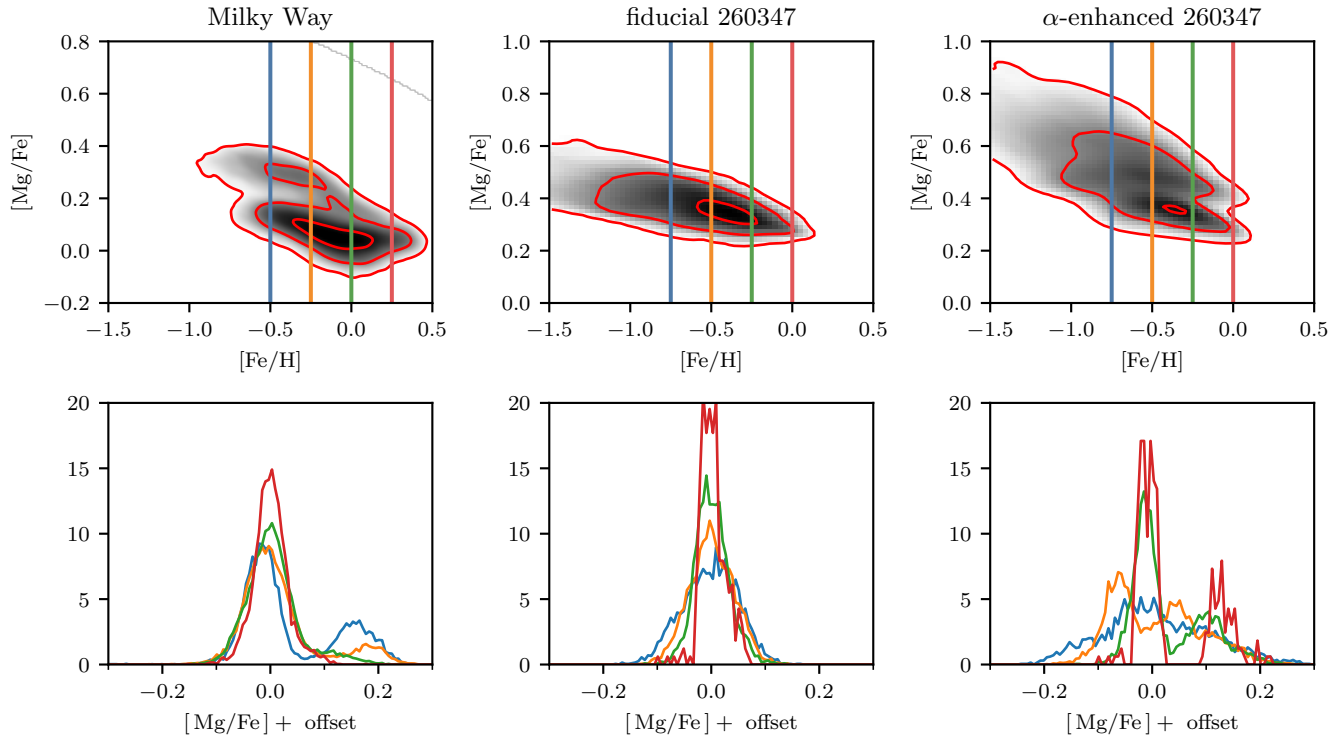 Milky Way
fiducial 260347
α-enhanced 260347
0.8
0.6
0.4
0.2
0.0
−0.2
[Mg/Fe]
−1.5 −1.0 −0.5 0.0 0.5
[Fe/H]
1.0
0.8
0.6
0.4
0.2
0.0
[Mg/Fe]
−1.5 −1.0 −0.5 0.0 0.5
[Fe/H]
1.0
0.8
0.6
0.4
0.2
0.0
[Mg/Fe]
−1.5 −1.0 −0.5 0.0 0.5
[Fe/H]
20
15
10
5
0
−0.2 0.0 0.2
[Mg/Fe] + offset
20
15
10
5
0
−0.2 0.0 0.2
[Mg/Fe] + offset
20
15
10
5
0
−0.2 0.0 0.2
[Mg/Fe] + offset